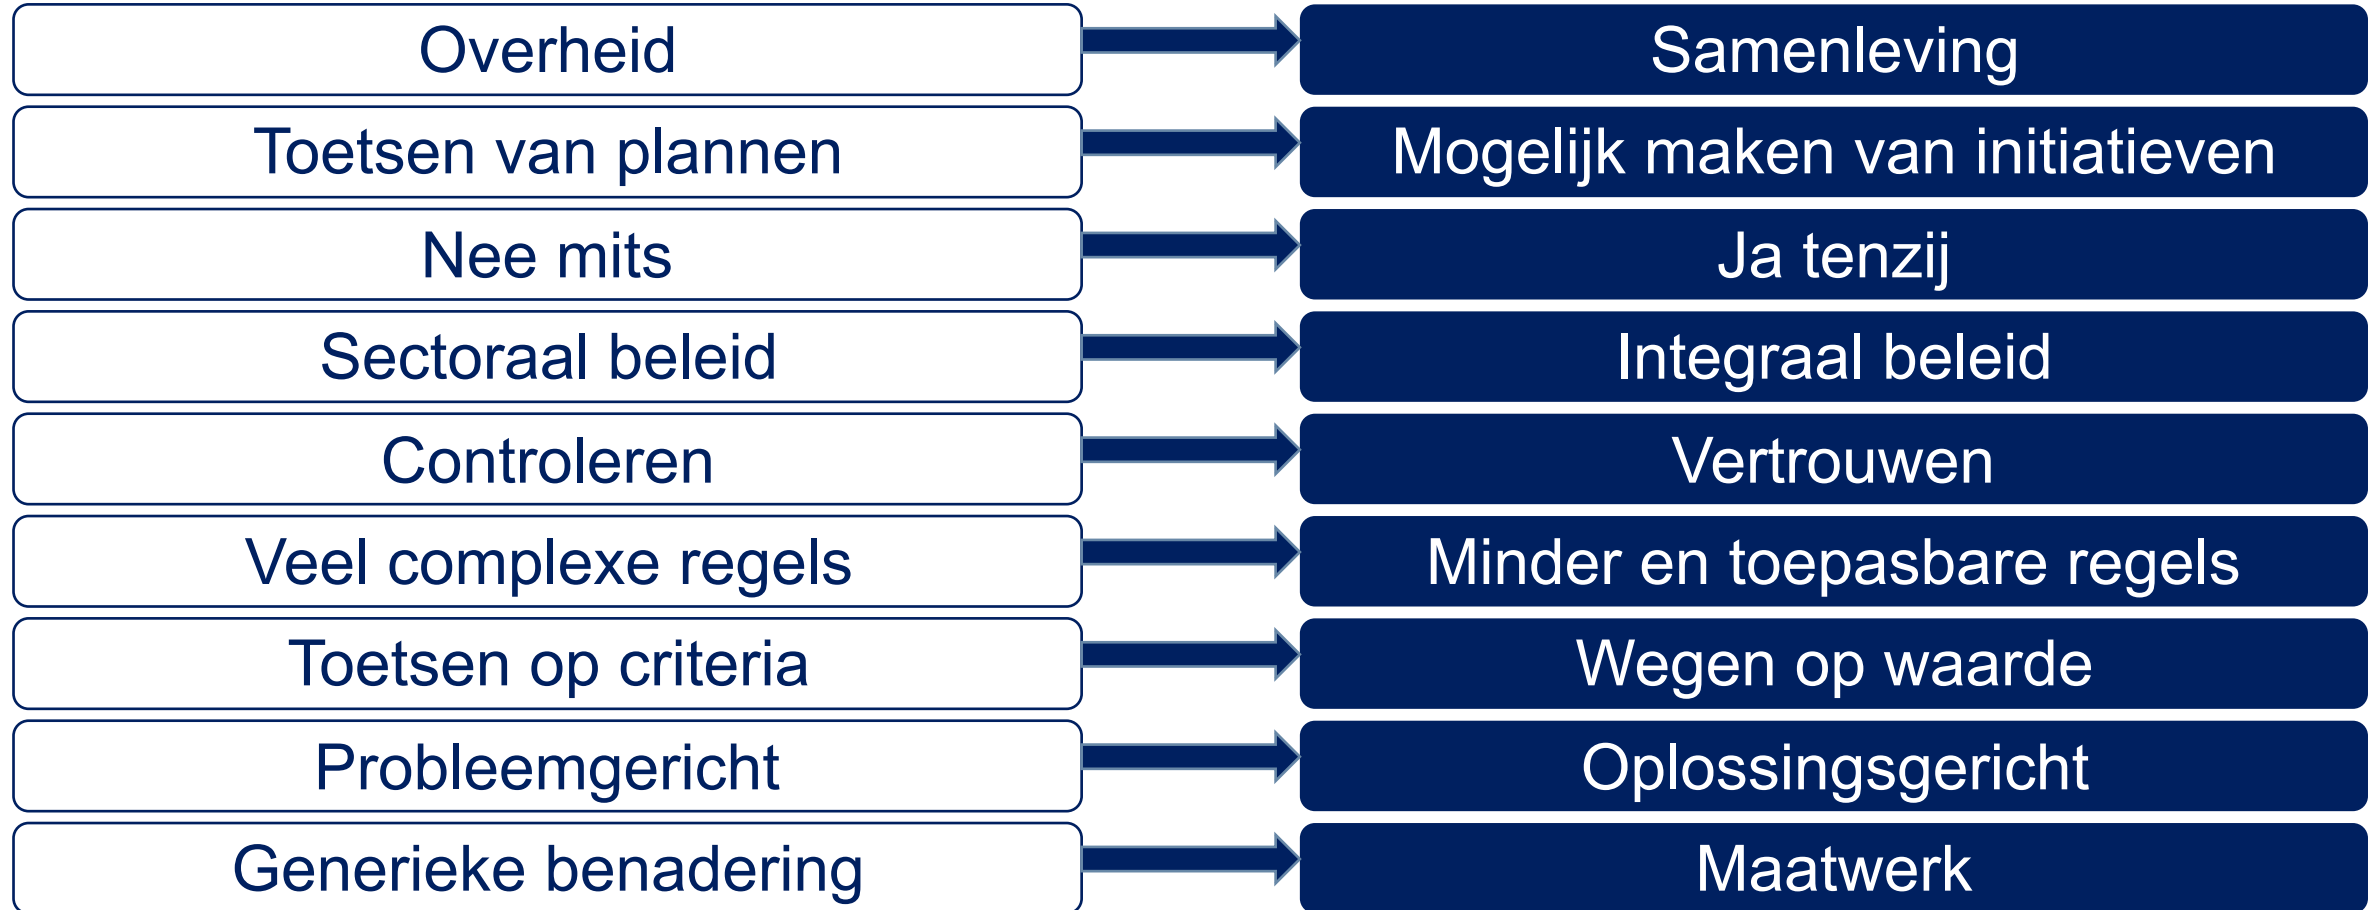 Overheid
Samenleving
Toetsen van plannen
Mogelijk maken van initiatieven
Nee mits
Ja tenzij
Sectoraal beleid
Integraal beleid
Controleren
Vertrouwen
Veel complexe regels
Minder en toepasbare regels
Toetsen op criteria
Wegen op waarde
Probleemgericht
Oplossingsgericht
Generieke benadering
Maatwerk